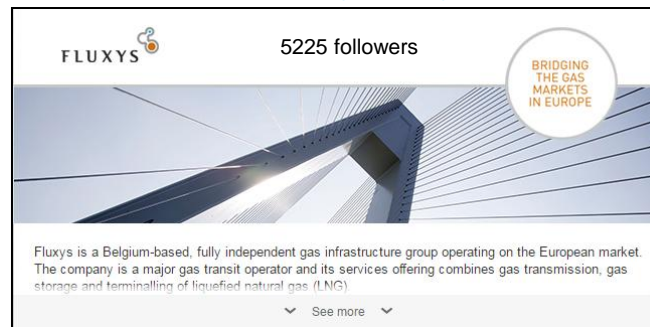 FLUXYS
5225 followers
BRIDGING
THE GAS
MARKETS
IN EUROPE
Fluxys is a Belgium-based, fully independent gas infrastructure group operating on the European market.
The company is a major gas transit operator and its services offering combines gas transmission, gas
storage and terminalling of liquefied natural gas (LNG)
See more